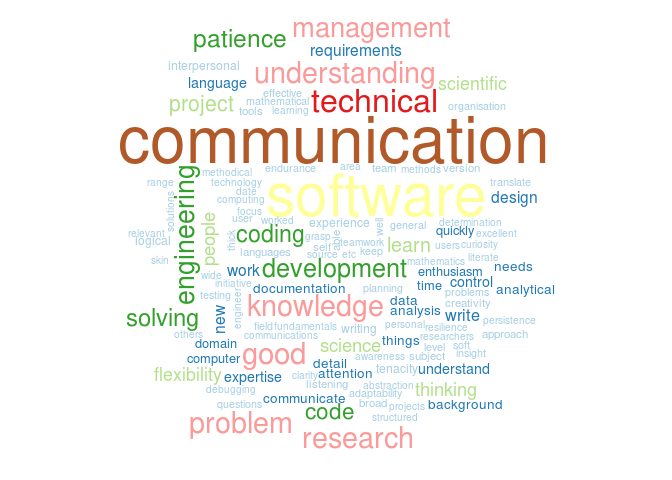 management
patience
requirements
interpersonal
understanding
language
scientific
effective
mathematical
technical
project
tools
learning
organisation
communication
methodical
endurance
area
team
methods
version
range
technology
translate
date
software
computing
design
solutions
engineering
focus
user
worked
experience
well
general
determination
people
quickly
relevant
logical
thick
coding
grasp
able
teamwork
self
learn
excellent
users
curiosity
languages
source
etc
keep
literate
skin
work
development
mathematics
enthusiasm
needs
wide
initiative
time
control
analytical
documentation
planning
problems
testing
engineer
knowledge
data
creativity
new
analysis
write
solving
field
fundamentals
writing
personal
resilience
persistence
others
communications
things
researchers
approach
domain
science
level
soft
computer
good
awareness
subject
insight
detail
flexibility
expertise
clarity
attention
tenacity
understand
debugging
listening
abstraction
thinking
communicate
adaptability
questions
code
broad
projects
background
problem
structured
research